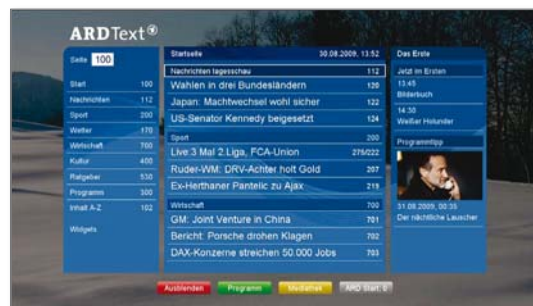 ARDText
Seite 100
Start 100
Nachrichten 112
Sport 200
Wetter 170
Wirtschaft 700
Kultur 400
Ratgeber 530
Programm 300
Inhalt A-Z 102
Widgets
Startseite 30.08.2009, 13:52
Nachrichten tagesschau 112
Wahlen in drei Bundesländern 120
Japan: Machtwechsel wohl sicher 122
US-Senator Kennedy beigesetzt 124
Sport 200
Live:3 Mal 2.Liga, FCA-Union 275/222
Ruder-WM: DRV-Achter holt Gold 207
Ex-Herthaner Pantelic zu Ajax 215
Wirtschaft 700
GM: Joint Venture in China 701
Bericht: Porsche drohen Klagen 702
DAX-Konzerne streichen 50.000 Jobs 703
Das Erste
Jetzt im Ersten
13:45
Bilderbuch
14:30
Weißer Holunder
Programmtipp
31.08.2009, 00:35
Der nächtliche Lauscher
Ausblenden Programm Mediathek ARD Start: 0